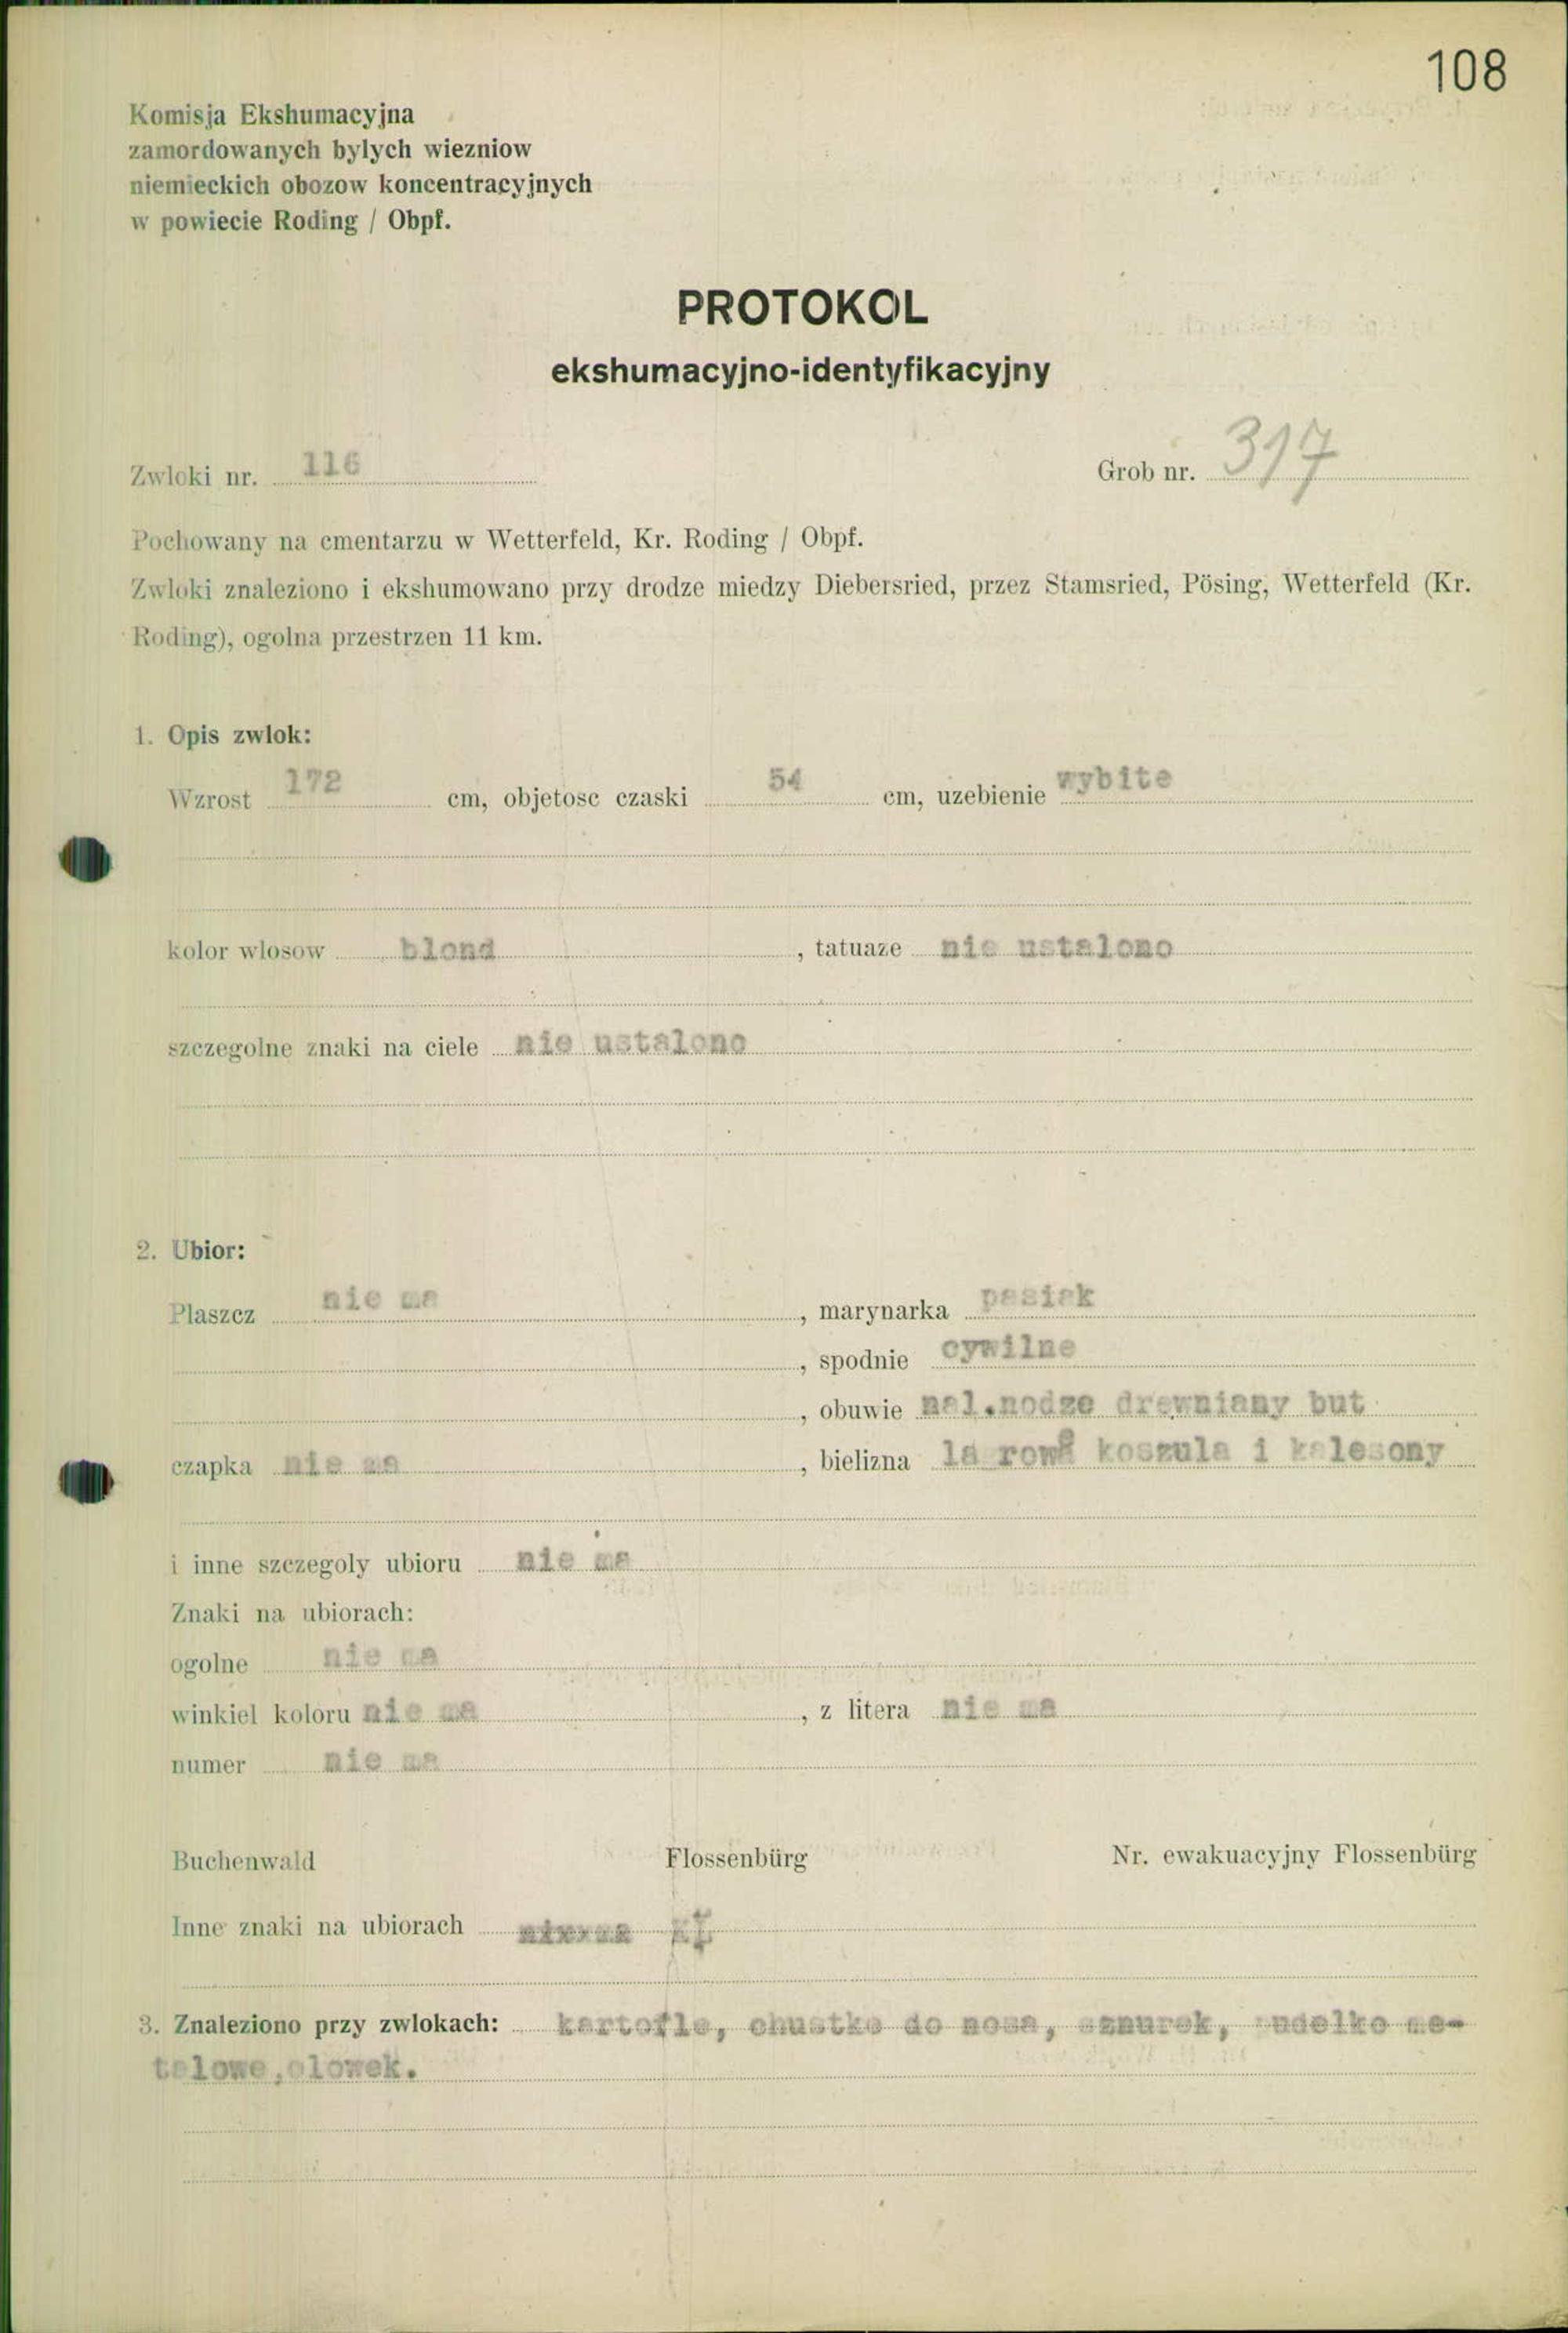 108
Komisja Ekshumacyjna
zamordowanych bylych wiezniow
niemieckich obozow koncentracyjnych
w powiecie Roding / Obpf.
PROTOKOL
ekshumacyjno-identyfikacyjny
Zwloki nr. 116 Grob nr. 317
Pochowany na cmentarzu w Wetterfeld, Kr. Roding / Obpf.
Zwloki znaleziono i ekshumowano przy drodze miedzy Diebersried, przez Stamsried, Pösing, Wetterfeld (Kr.
Roding), ogolna przestrzen 11 km.
1. Opis zwlok:
Wzrost 172 cm, objetosc czaski 54 cm, uzebienie wybite
kolor wlosow blond, tatuaze nie ustalono
szczegolne znaki na ciele nie ustalono
2. Ubior:
Plaszcz nie ma, marynarka pasiak
, spodnie cywilne
, obuwie nal.nodze drewniany but
czapka nie ma, bielizna koszula i kalesony
i inne szczegoly ubioru nie ma
Znaki na ubiorach:
ogolne nie ma
winkiel koloru nie ma, z litera nie ma
numer nie ma
Buchenwald Flossenbürg Nr. ewakuacyjny Flossenbürg
Inne znaki na ubiorach
3. Znaleziono przy zwlokach: kartofle, chustke do nosa, sznurek, pudelko me-
talowe, olowek.